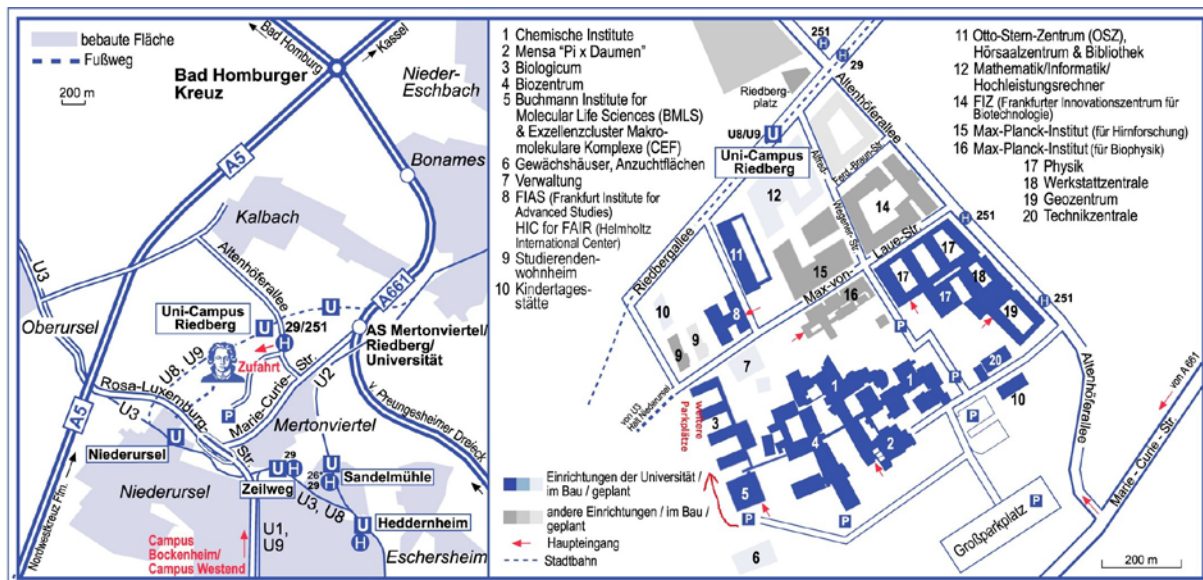 bebaute Fläche
Fußweg
200 m
Bad Homburg
Kassel
Bad Homburger
Kreuz
Nieder-
Eschbach
A5
Bonames
Kalbach
U3
Altenhöferallee
A661
Oberursel
Uni-Campus
Riedberg
U
29/251
H
AS Mertonviertel/
Riedberg/
Universität
U8, U9
Zufahrt
U2
Rosa-Luxemburg-
Str.
Marie-Curie-Str.
P
v. Preungesheimer Dreieck
U3
A5
Mertonviertel
U
Niederursel
29
U H
U
26*
29 H
Sandelmühle
Niederursel
Zeilweg
U3, U8
U
Heddernheim
H
Nordwestkreuz Ffm.
Campus
Bockenheim/
Campus Westend
U1,
U9
Eschersheim
1 Chemische Institute
2 Mensa "Pi x Daumen"
3 Biologicum
4 Biozentrum
5 Buchmann Institute for
Molecular Life Sciences (BMLS)
& Exzellenzcluster Makro-
molekulare Komplexe (CEF)
6 Gewächshäuser, Anzuchtflächen
7 Verwaltung
8 FIAS (Frankfurt Institute for
Advanced Studies)
HIC for FAIR (Helmholtz
International Center)
9 Studierenden-
wohnheim
10 Kindertages-
stätte
11 Otto-Stern-Zentrum (OSZ),
Hörsaalzentrum & Bibliothek
12 Mathematik/Informatik/
Hochleistungsrechner
14 FIZ (Frankfurter Innovationszentrum für
Biotechnologie)
15 Max-Planck-Institut (für Hirnforschung)
16 Max-Planck-Institut (für Biophysik)
17 Physik
18 Werkstattzentrale
19 Geozentrum
20 Technikzentrale
251
H
H
29
Riedberg-
platz
Altenhöferallee
U8/U9
U
Uni-Campus
Riedberg
Alfred-
Wegener-Str.
Ferd.-Braun-Str.
12
14
H
251
Riedbergallee
11
Max-von-
Laue-Str.
15
17
17
17
18
16
19
H
251
10
8
9
9
P
7
20
P
10
Altenhöferallee
von A 661
von U3
Halt Niederursel
weitere
Parkplätze
3
1
1
4
2
5
P
P
P
6
Großparkplatz
P
Marie-Curie-Str.
Einrichtungen der Universität /
im Bau / geplant
andere Einrichtungen / im Bau /
geplant
Haupteingang
Stadtbahn
200 m